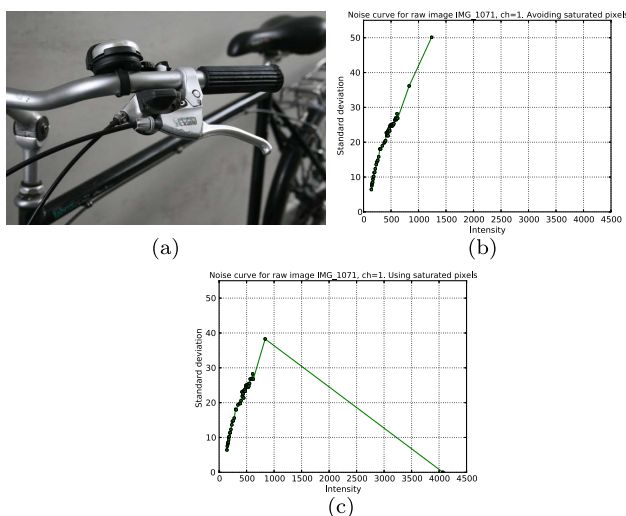 Noise curve for raw image IMG_1071, ch=1. Avoiding saturated pixels
50
40
30
20
10
0
Standard deviation
0 500 1000 1500 2000 2500 3000 3500 4000 4500
Intensity
(a)
(b)
Noise curve for raw image IMG_1071, ch=1. Using saturated pixels
50
40
30
20
10
0
Standard deviation
0 500 1000 1500 2000 2500 3000 3500 4000 4500
Intensity
(c)